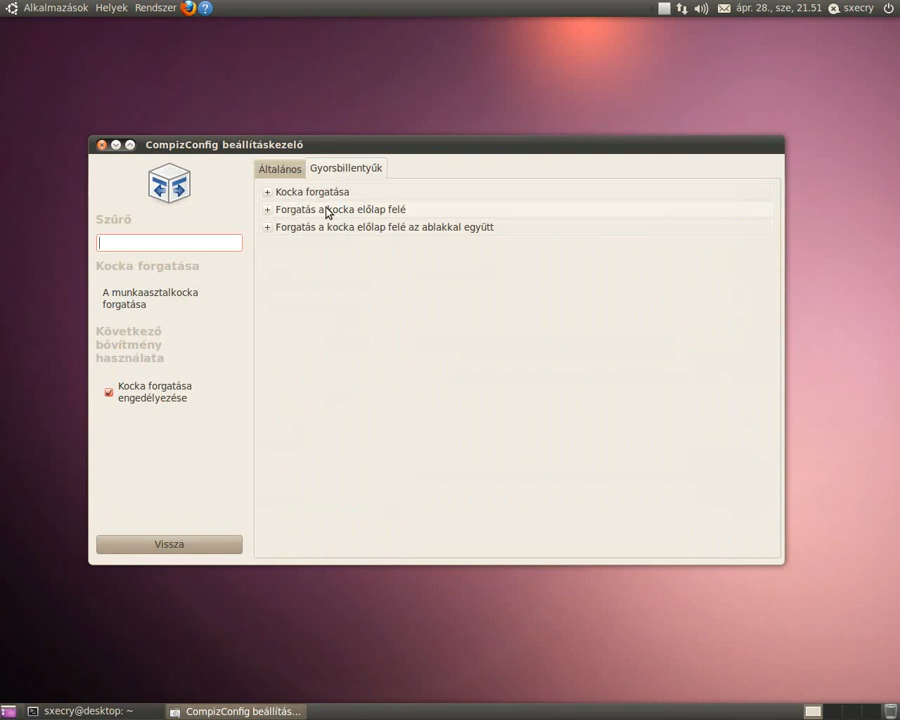 Alkalmazások Helyek Rendszer
ápr. 28., sze, 21.51 sxecry
CompizConfig beállításkezelő
Általános Gyorsbillentyűk
Szűrő
Kocka forgatása
A munkaasztalkocka
forgatása
Következő
bővítmény
használata
Kocka forgatása
engedélyezése
Vissza
Kocka forgatása
Forgatás a kocka előlap felé
Forgatás a kocka előlap felé az ablakkal együtt
sxecry@desktop: ~ CompizConfig beállítás...